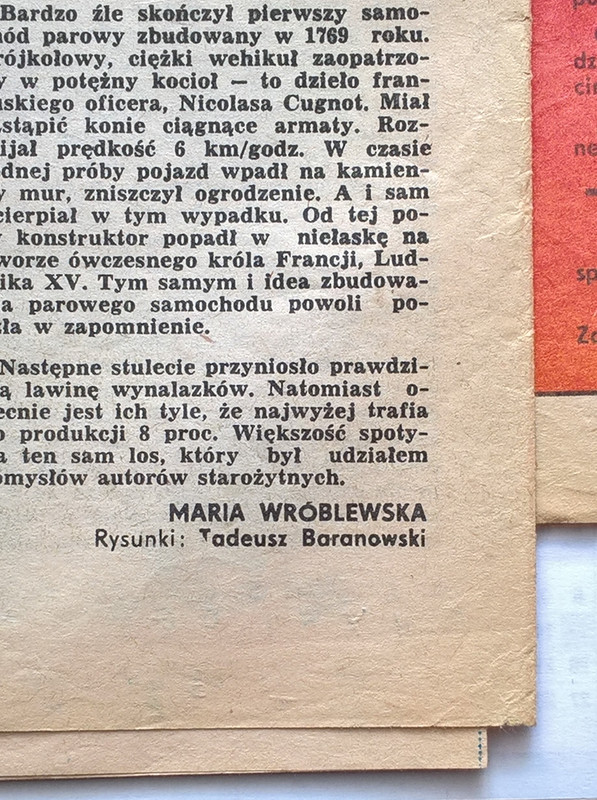 Bardzo źle skończył pierwszy samo-
ód parowy zbudowany w 1769 roku.
rójkołowy, ciężki wehikuł zaopatrzo-
y w potężny kocioł — to dzieło fran-
uskiego oficera, Nicolasa Cugnot. Miał
stąpić konie ciągnące armaty. Roz-
ijał prędkość 6 km/godz. W czasie
dnej próby pojazd wpadł na kamien-
y mur, zniszczył ogrodzenie. A i sam
cierpiał w tym wypadku. Od tej po-
y konstruktor popadł w niełaskę na
worze ówczesnego króla Francji, Lud-
ika XV. Tym samym i idea zbudowa-
a parowego samochodu powoli po-
zła w zapomnienie.
Następne stulecie przyniosło prawdzi-
ą lawinę wynalazków. Natomiast o-
ecnie jest ich tyle, że najwyżej trafia
o produkcji 8 proc. Większość spoty-
a ten sam los, który był udziałem
omysłów autorów starożytnych.
MARIA WRÓBLEWSKA
Rysunki: Tadeusz Baranowski
dz
ne
sp